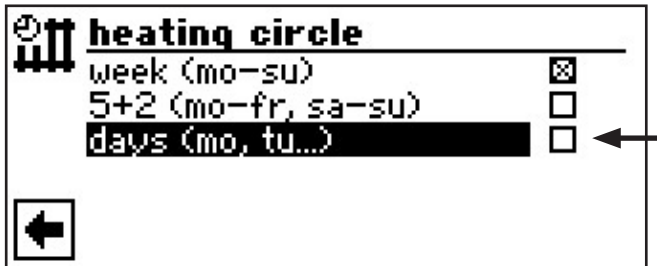 heating circle
week (mo-su)
5+2 (mo-fr, sa-su)
days (mo, tu...)